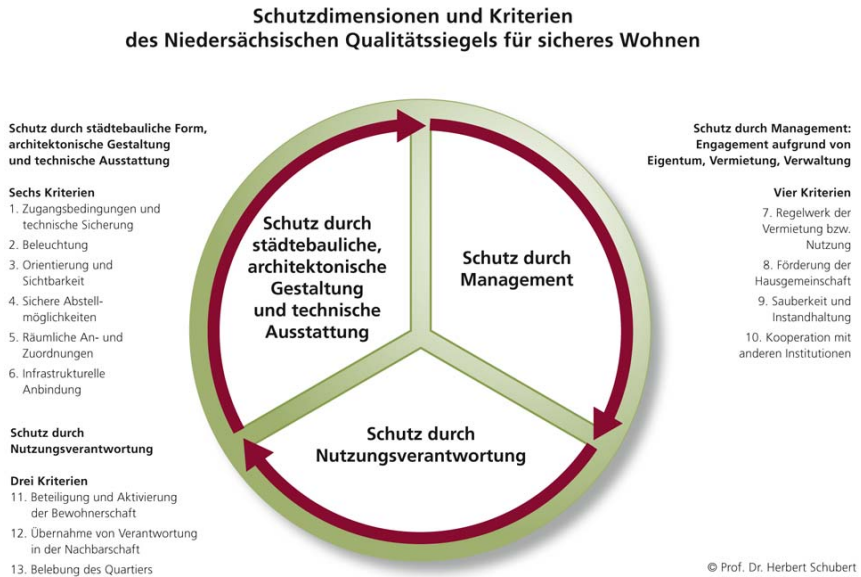 Schutzdimensionen und Kriterien
des Niedersächsischen Qualitätssiegels für sicheres Wohnen
Schutz durch städtebauliche Form,
architektonische Gestaltung
und technische Ausstattung
Sechs Kriterien
1. Zugangsbedingungen und
technische Sicherung
2. Beleuchtung
3. Orientierung und
Sichtbarkeit
4. Sichere Abstell-
möglichkeiten
5. Räumliche An- und
Zuordnungen
6. Infrastrukturelle
Anbindung
Schutz durch
Nutzungsverantwortung
Drei Kriterien
11. Beteiligung und Aktivierung
der Bewohnerschaft
12. Übernahme von Verantwortung
in der Nachbarschaft
13. Belebung des Quartiers
Schutz durch
städtebauliche,
architektonische
Gestaltung
und technische
Ausstattung
Schutz durch
Management
Schutz durch
Nutzungsverantwortung
Schutz durch Management:
Engagement aufgrund von
Eigentum, Vermietung, Verwaltung
Vier Kriterien
7. Regelwerk der
Vermietung bzw.
Nutzung
8. Förderung der
Hausgemeinschaft
9. Sauberkeit und
Instandhaltung
10. Kooperation mit
anderen Institutionen
© Prof. Dr. Herbert Schubert